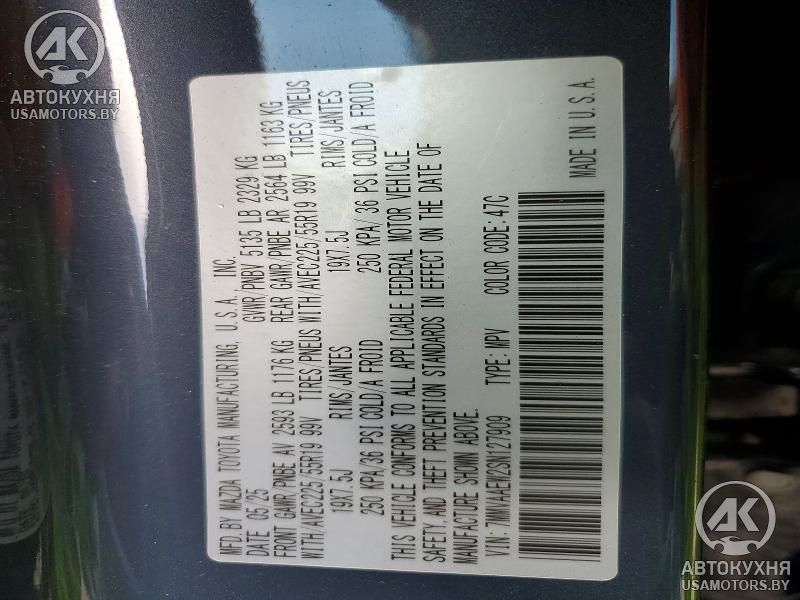 MFD. BY MAZDA TOYOTA MANUFACTURING, U.S.A. INC.
DATE 05/25 GVWR/PNBV 5135 LB 2329 KG
FRONT GAWR/PNBE AV 2593 LB 1176 KG REAR GAWR/PNBE AR 2564 LB 1163 KG
WITH/AVEC225/55R19 99V TIRES/PNEUS WITH/AVEC225/55R19 99V TIRES/PNEUS
19X7.5J RIMS/JANTES 19X7.5J RIMS/JANTES
250 KPA/36 PSI COLD/A FROID 250 KPA/36 PSI COLD/A FROID
THIS VEHICLE CONFORMS TO ALL APPLICABLE FEDERAL MOTOR VEHICLE
SAFETY, AND THEFT PREVENTION STANDARDS IN EFFECT ON THE DATE OF
MANUFACTURE SHOWN ABOVE.
VIN: 7MMVAAEW2SN127909 TYPE: MPV COLOR CODE: 47C
MADE IN U.S.A.
АК
АВТОКУХНЯ
USAMOTORS.BY
АК
АВТОКУХНЯ
USAMOTORS.BY